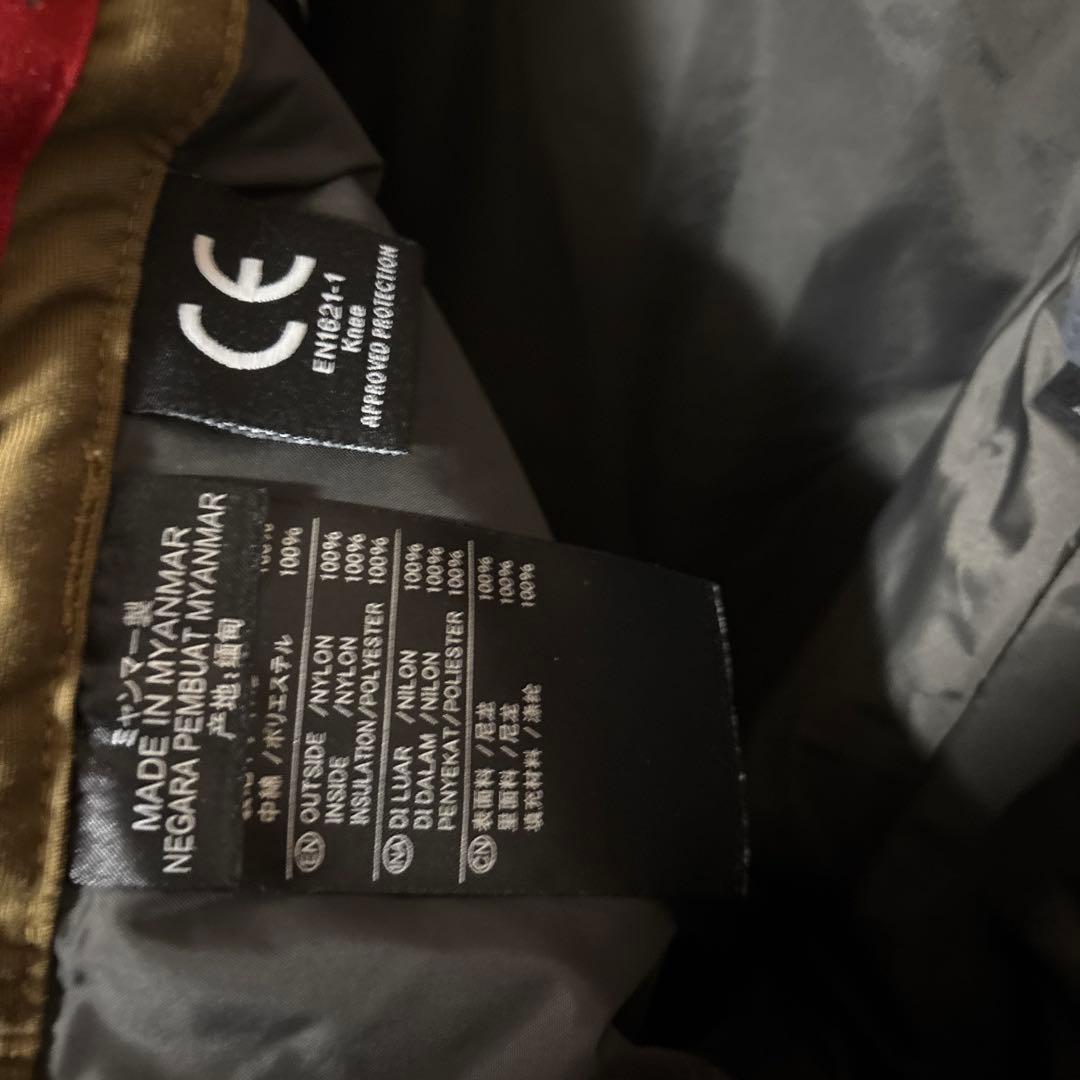 CE
EN1621-1
Knee
APPROVED PROTECTION
ミャンマー製
MADE IN MYANMAR
NEGARA PEMBUAT MYANMAR
产地:缅甸
100%
中綿 /ポリエステル 100%
EN OUTSIDE /NYLON 100%
INSIDE /NYLON 100%
INSULATION/POLYESTER 100%
INA DI LUAR /NILON 100%
DI DALAM /NILON 100%
PENYEKAT/POLIESTER 100%
CN 表面料 /尼龙 100%
里面料 /尼龙 100%
填充材料 /涤纶 100%